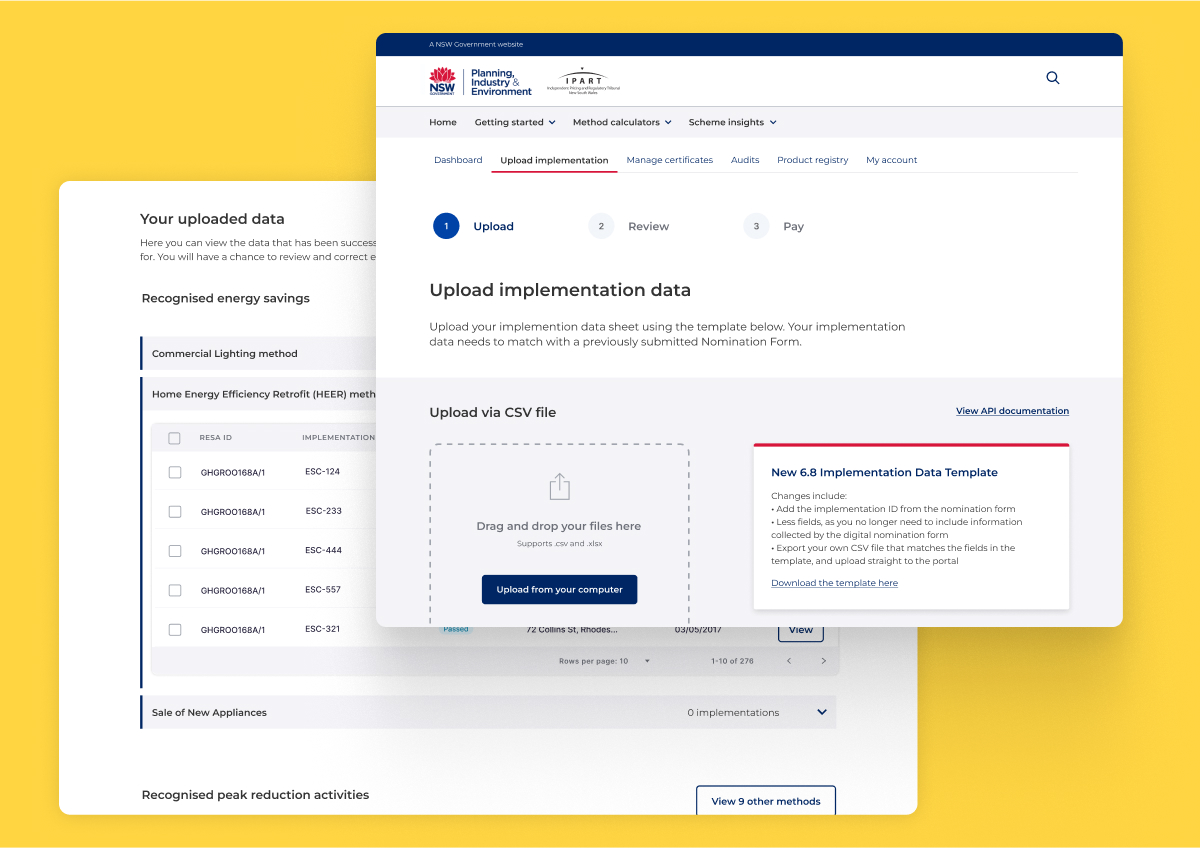 A NSW Government website
NSW
GOVERNMENT
Planning,
Industry &
Environment
IPART
Independent Pricing and Regulatory Tribunal
New South Wales
Home
Getting started
Method calculators
Scheme insights
Dashboard
Upload implementation
Manage certificates
Audits
Product registry
My account
1 Upload
2 Review
3 Pay
Upload implementation data
Upload your implemention data sheet using the template below. Your implementation
data needs to match with a previously submitted Nomination Form.
Upload via CSV file
View API documentation
Drag and drop your files here
Supports .csv and .xlsx
Upload from your computer
New 6.8 Implementation Data Template
Changes include:
• Add the implementation ID from the nomination form
• Less fields, as you no longer need to include information
collected by the digital nomination form
• Export your own CSV file that matches the fields in the
template, and upload straight to the portal
Download the template here
Your uploaded data
Here you can view the data that has been success
for. You will have a chance to review and correct e
Recognised energy savings
Commercial Lighting method
Home Energy Efficiency Retrofit (HEER) meth
RESA ID IMPLEMENTATION
GHGROO168A/1 ESC-124
GHGROO168A/1 ESC-233
GHGROO168A/1 ESC-444
GHGROO168A/1 ESC-557
GHGROO168A/1 ESC-321 Passed 72 Collins St, Rhodes... 03/05/2017 View
Rows per page: 10 1-10 of 276
Sale of New Appliances 0 implementations
Recognised peak reduction activities
View 9 other methods